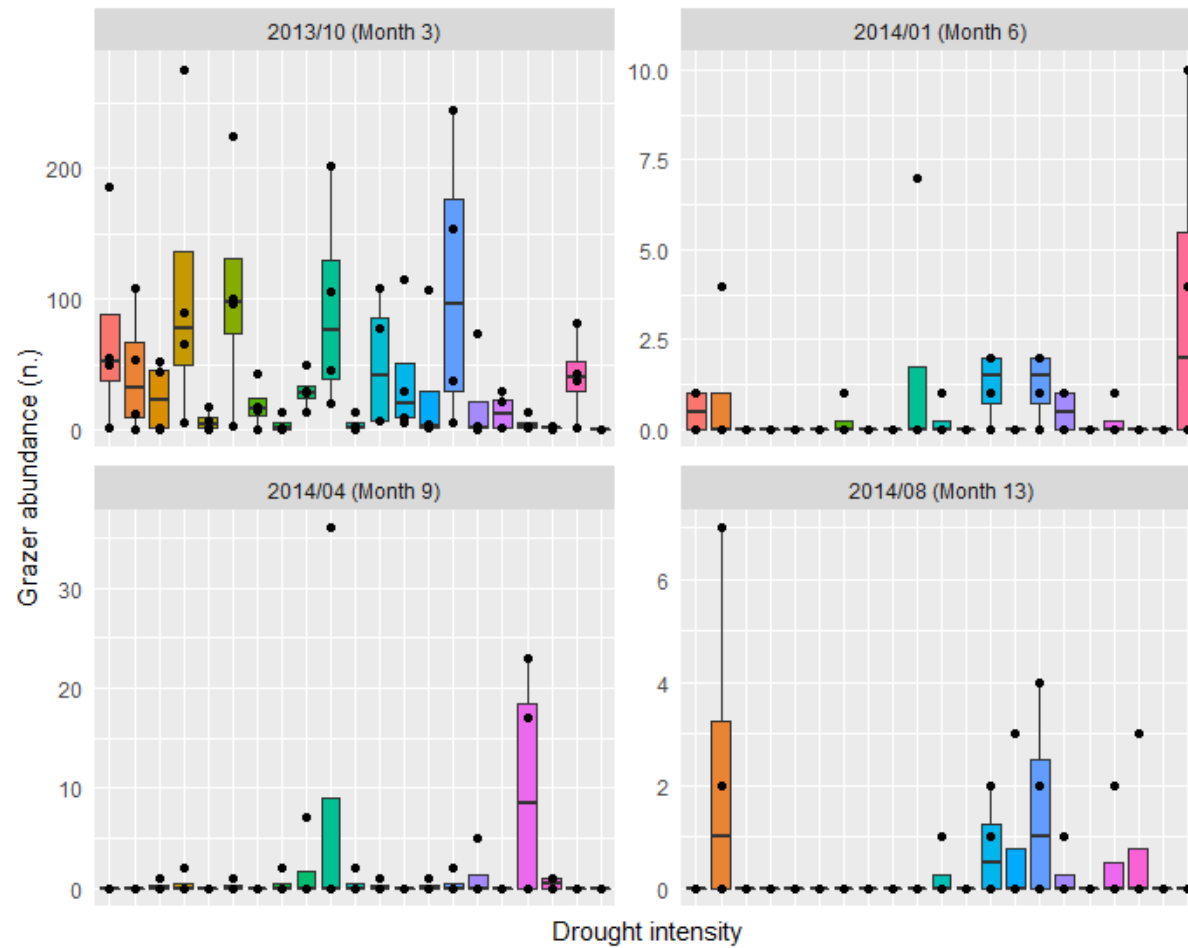 2013/10 (Month 3)
2014/01 (Month 6)
200
100
0
10.0
7.5
5.0
2.5
0.0
2014/04 (Month 9)
2014/08 (Month 13)
30
20
10
0
6
4
2
0
Grazer abundance (n.)
Drought intensity